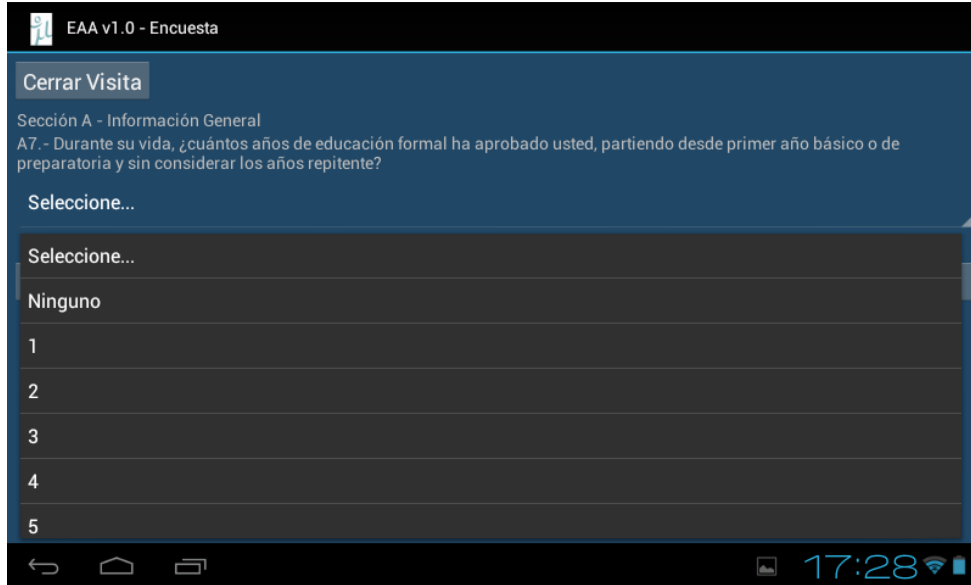 EAA v1.0 - Encuesta
Cerrar Visita
Sección A - Información General
A7.- Durante su vida, ¿cuántos años de educación formal ha aprobado usted, partiendo desde primer año básico o de
preparatoria y sin considerar los años repitente?
Seleccione...
Seleccione...
Ninguno
1
2
3
4
5
17:28